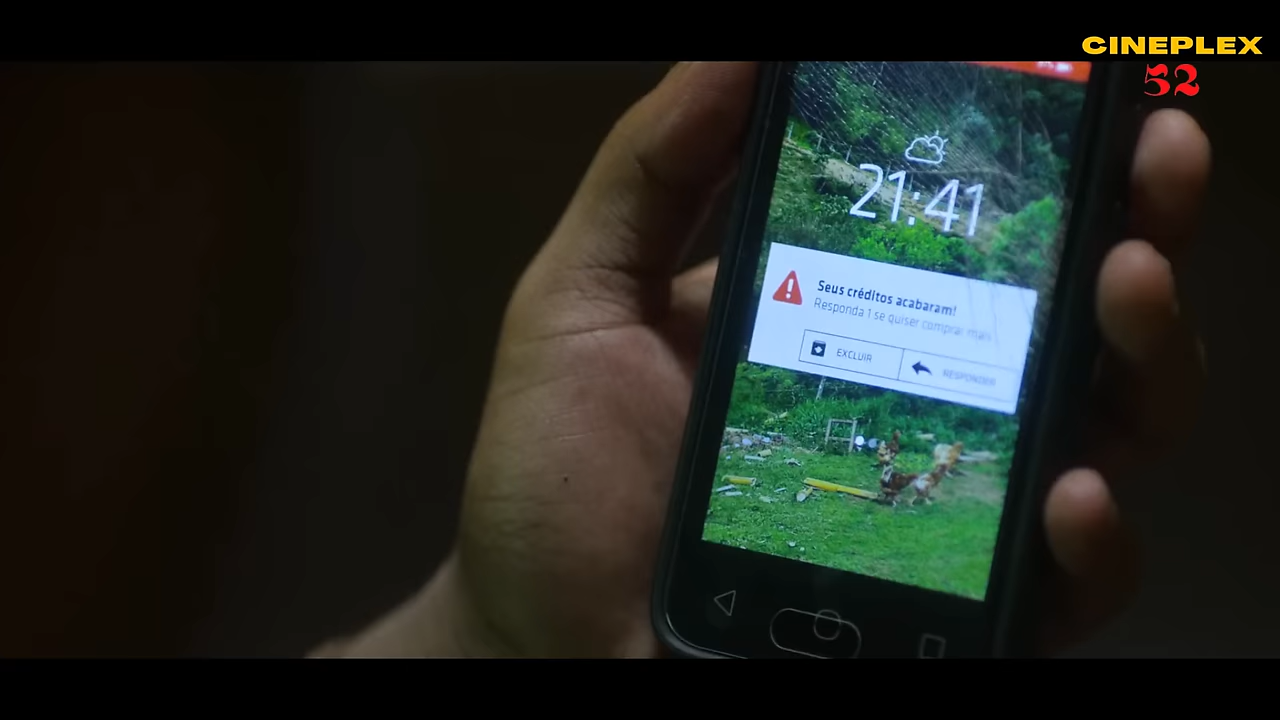 CINEPLEX
52
21:41
Seus créditos acabaram!
Responda 1 se quiser comprar mais
EXCLUIR
RESPONDER